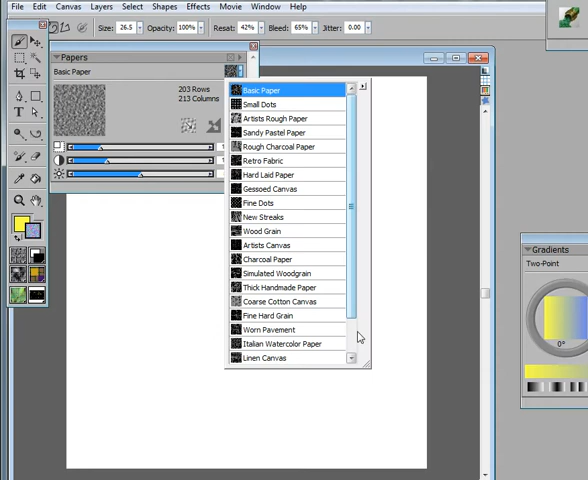 File Edit Canvas Layers Select Shapes Effects Movie Window Help
Size: 26.5 Opacity: 100% Resat: 42% Bleed: 65% Jitter: 0.00
Papers
Basic Paper
203 Rows
213 Columns
Basic Paper
Small Dots
Artists Rough Paper
Sandy Pastel Paper
Rough Charcoal Paper
Retro Fabric
Hard Laid Paper
Gessoed Canvas
Fine Dots
New Streaks
Wood Grain
Artists Canvas
Charcoal Paper
Simulated Woodgrain
Thick Handmade Paper
Coarse Cotton Canvas
Fine Hard Grain
Worn Pavement
Italian Watercolor Paper
Linen Canvas
Gradients
Two-Point
0°